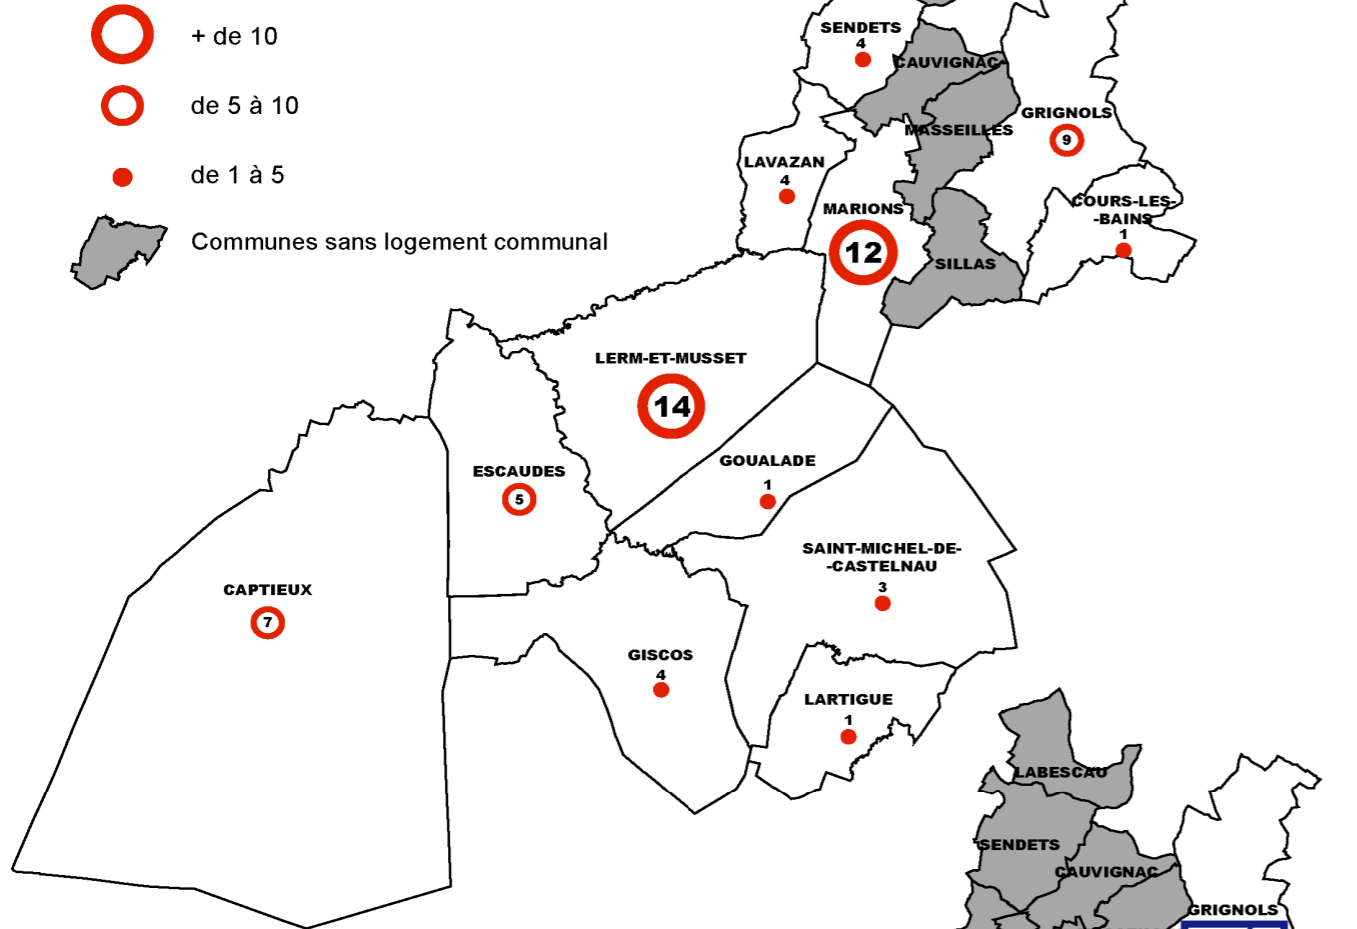 + de 10
de 5 à 10
de 1 à 5
Communes sans logement communal
SENDETS
4
CAUVIGNAC
MASSEILLES
GRIGNOLS
9
LAVAZAN
4
COURS-LES-
-BAINS
1
MARIONS
12
SILLAS
LERM-ET-MUSSET
14
ESCAUDES
5
GOUALADE
1
SAINT-MICHEL-DE-
-CASTELNAU
3
CAPTIEUX
7
GISCOS
4
LARTIGUE
1
LABESCAU
SENDETS
CAUVIGNAC
GRIGNOLS